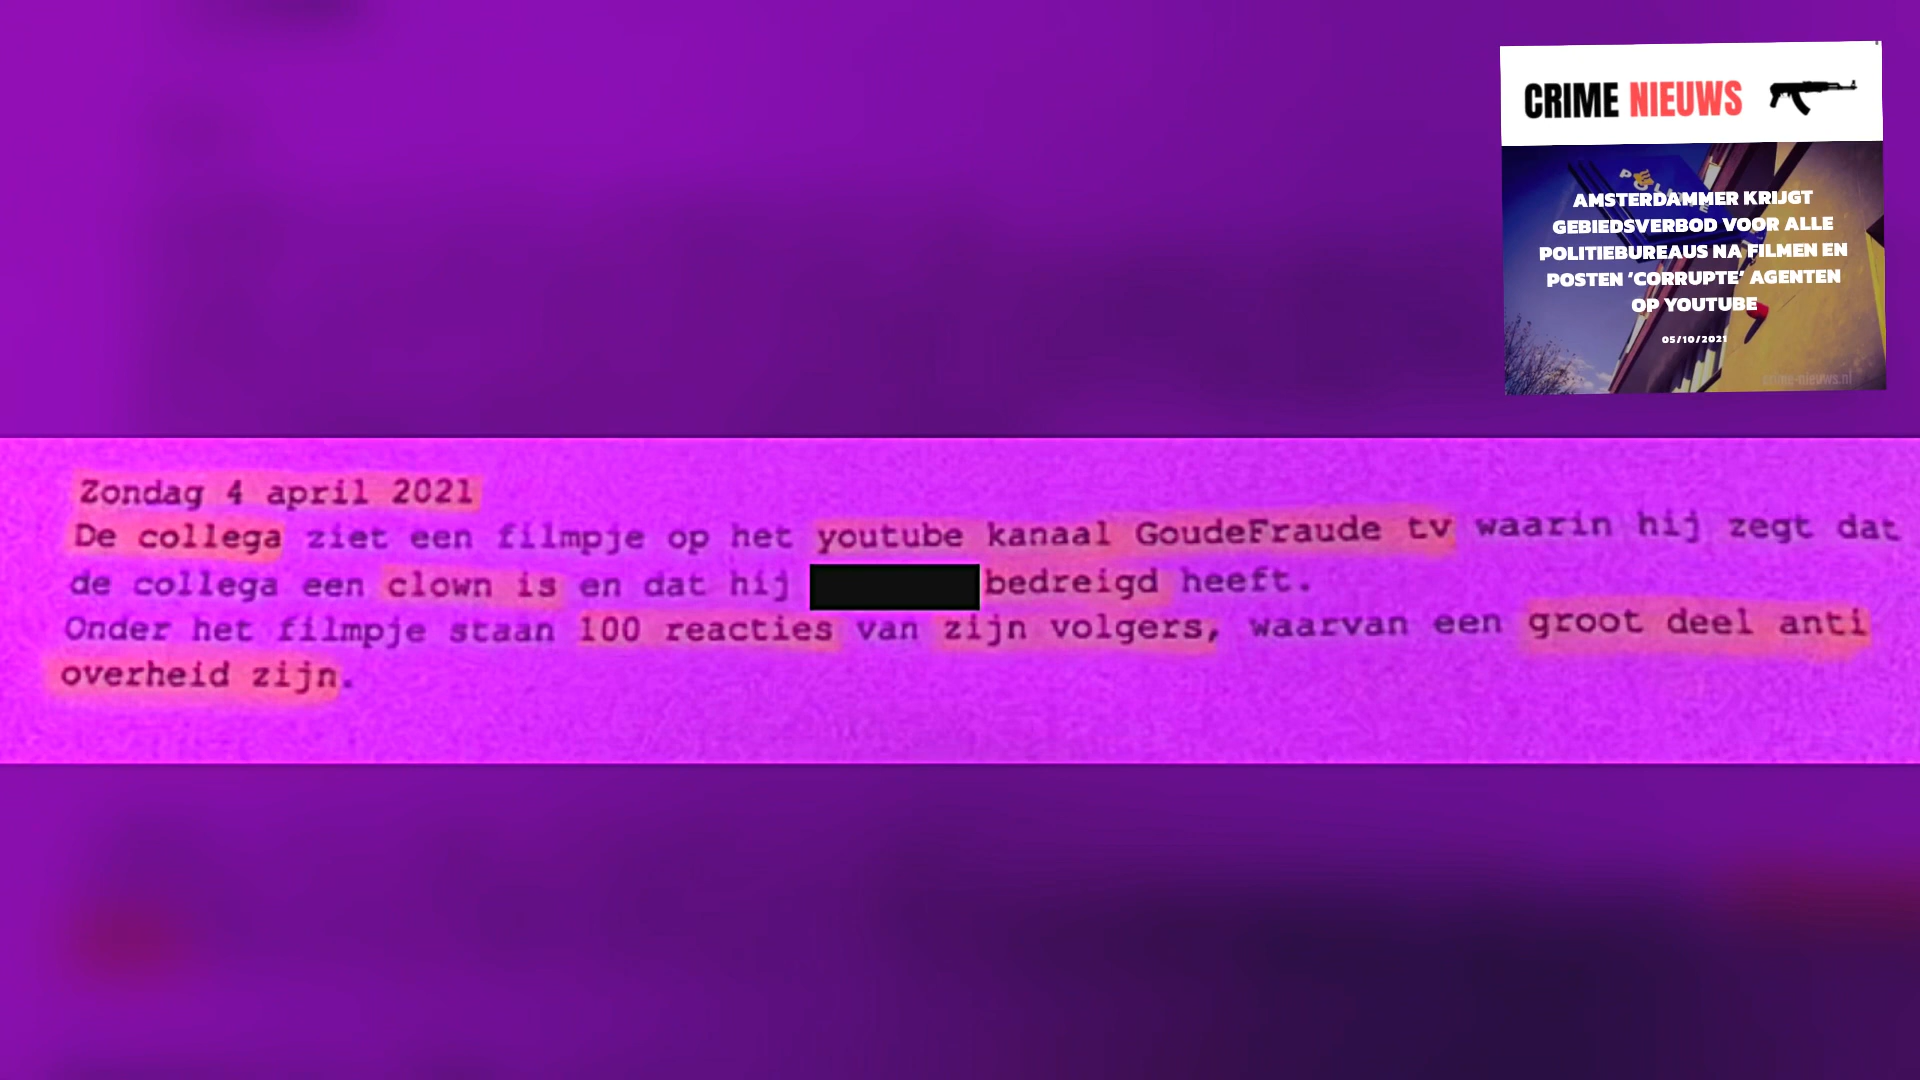 CRIME NIEUWS
AMSTERDAMMER KRIJGT
GEBIEDSVERBOD VOOR ALLE
POLITIEBUREAUS NA FILMEN EN
POSTEN ‘CORRUPTE’ AGENTEN
OP YOUTUBE
05/10/2021
crime-nieuws.nl
Zondag 4 april 2021
De collega ziet een filmpje op het youtube kanaal GoudeFraude tv waarin hij zegt dat
de collega een clown is en dat hij bedreigd heeft.
Onder het filmpje staan 100 reacties van zijn volgers, waarvan een groot deel anti
overheid zijn.